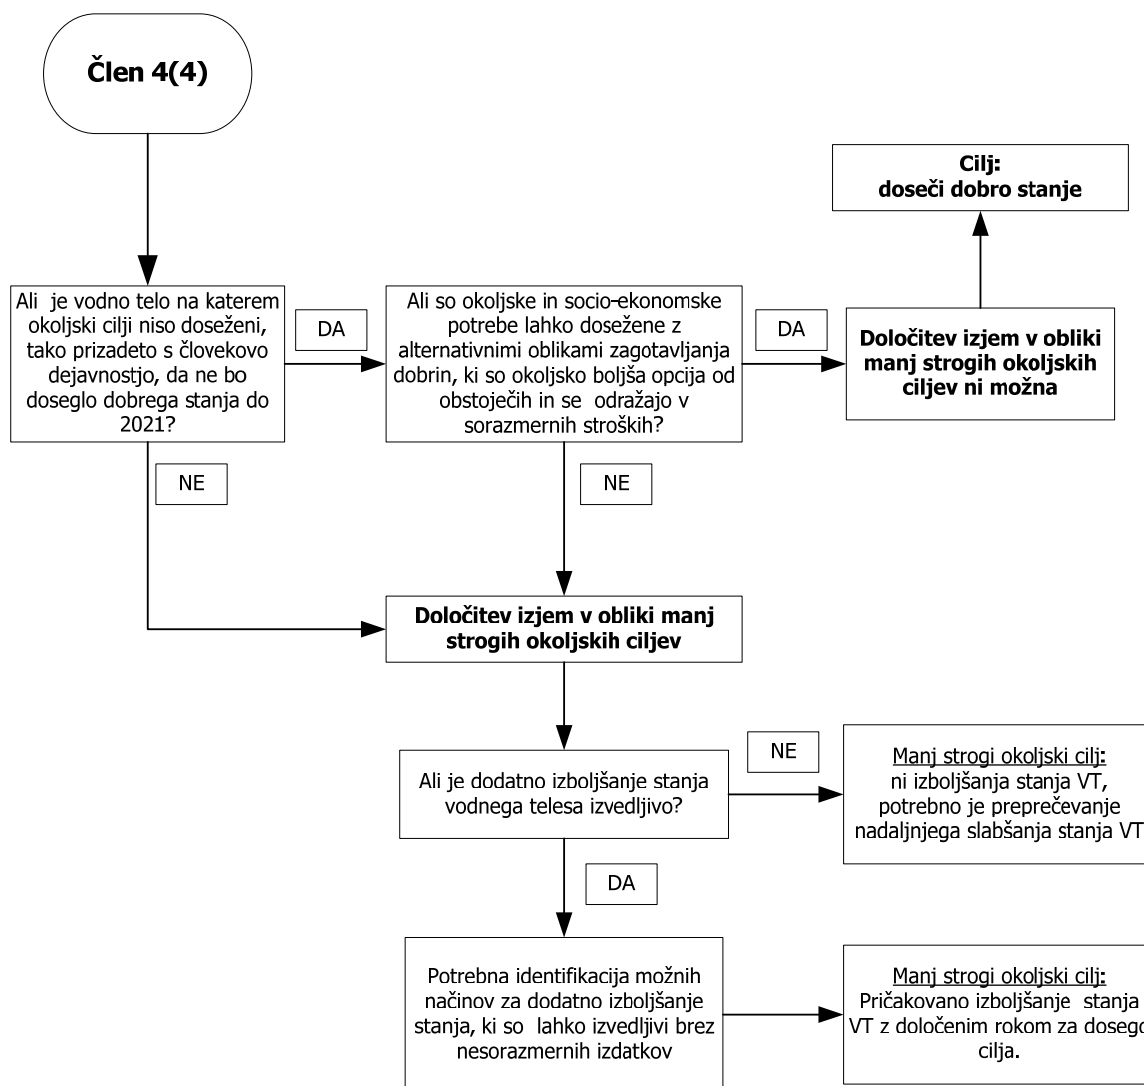 Člen 4(4)
Cilj:
doseči dobro stanje
Ali je vodno telo na katerem
okoljski cilji niso doseženi,
tako prizadeto s človekovo
dejavnostjo, da ne bo
doseglo dobrega stanja do
2021?
DA
Ali so okoljske in socio-ekonomske
potrebe lahko dosežene z
alternativnimi oblikami zagotavljanja
dobrin, ki so okoljsko boljša opcija od
obstoječih in se odražajo v
sorazmernih stroških?
DA
Določitev izjem v obliki
manj strogih okoljskih
ciljev ni možna
NE
NE
Določitev izjem v obliki manj
strogih okoljskih ciljev
Ali je dodatno izboljšanje stanja
vodnega telesa izvedljivo?
NE
Manj strogi okoljski cilj:
ni izboljšanja stanja VT,
potrebno je preprečevanje
nadaljnjega slabšanja stanja VT
DA
Potrebna identifikacija možnih
načinov za dodatno izboljšanje
stanja, ki so lahko izvedljivi brez
nesorazmernih izdatkov
Manj strogi okoljski cilj:
Pričakovano izboljšanje stanja
VT z določenim rokom za dosego
cilja.